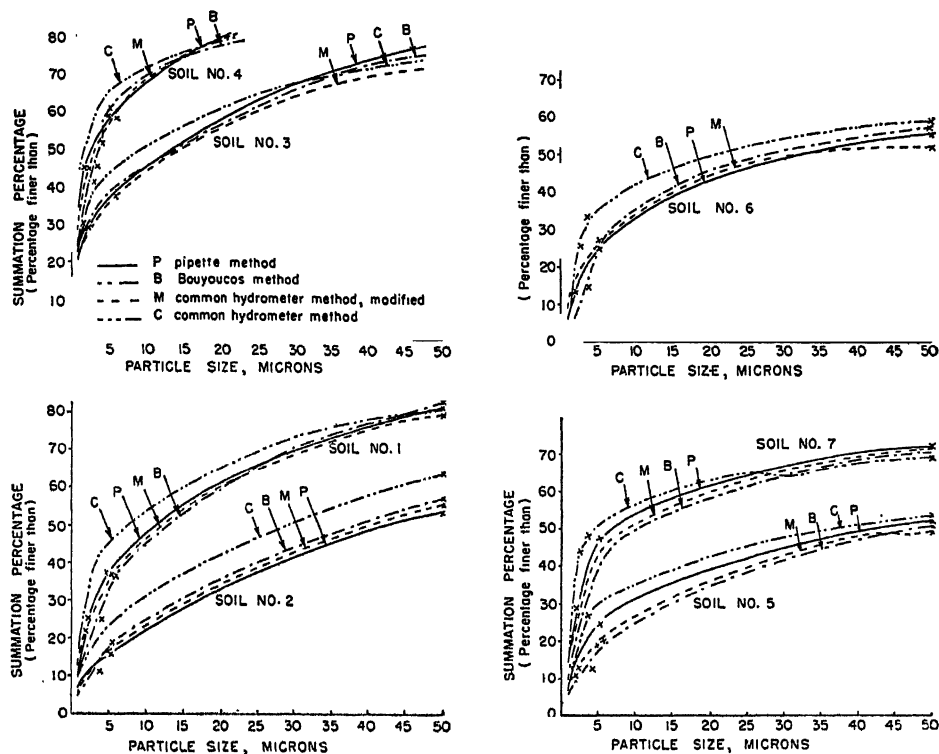 80
70
60
50
40
30
20
10
SUMMATION PERCENTAGE
(Percentage finer than)
C
M
P
B
SOIL NO. 4
M
P
C
B
SOIL NO. 3
P pipette method
B Bouyoucos method
M common hydrometer method, modified
C common hydrometer method
5 10 15 20 25 30 35 40 45 50
PARTICLE SIZE, MICRONS
70
60
50
40
30
20
10
0
(Percentage finer than)
C
B
P
M
SOIL NO. 6
5 10 15 20 25 30 35 40 45 50
PARTICLE SIZE, MICRONS
80
70
60
50
40
30
20
10
0
SUMMATION PERCENTAGE
(Percentage finer than)
C
P
M
B
SOIL NO. 1
C
B
M
P
SOIL NO. 2
5 10 15 20 25 30 35 40 45 50
PARTICLE SIZE, MICRONS
80
70
60
50
40
30
20
10
0
SUMMATION PERCENTAGE
(Percentage finer than)
SOIL NO. 7
C
M
B
P
M
B
C
P
SOIL NO. 5
5 10 15 20 25 30 35 40 45 50
PARTICLE SIZE, MICRONS